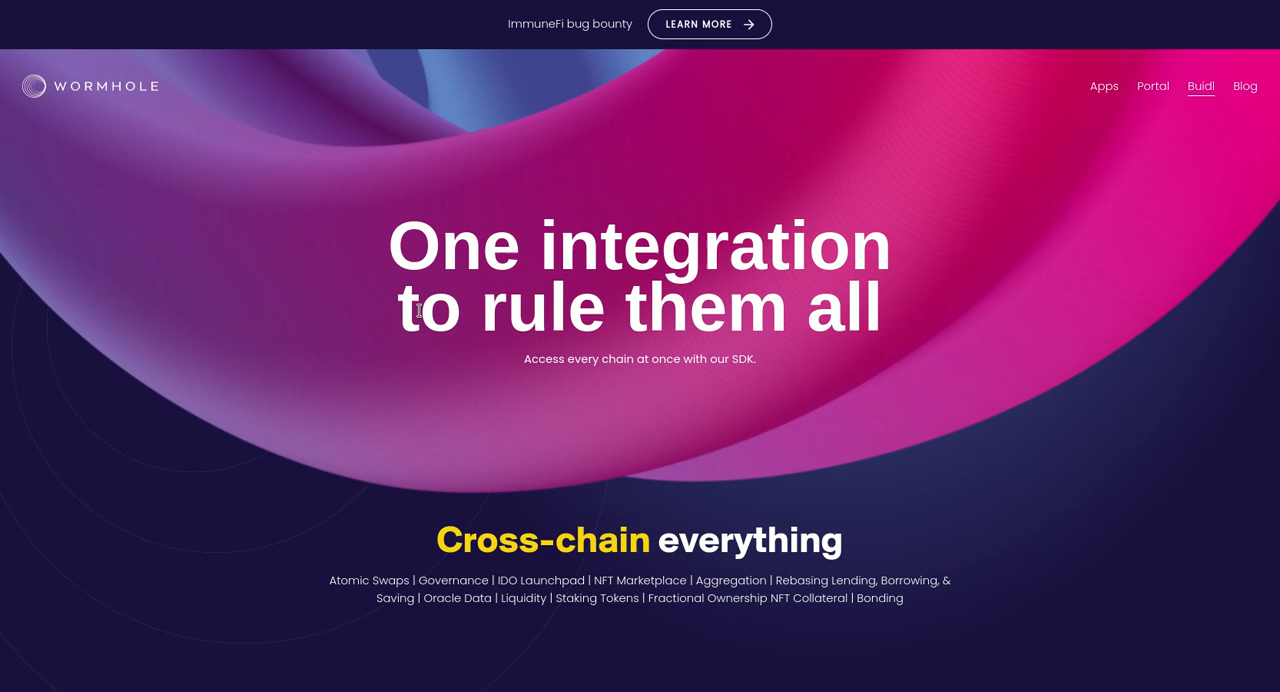 ImmuneFi bug bounty LEARN MORE
WORMHOLE Apps Portal Buidl Blog
One integration
to rule them all
Access every chain at once with our SDK.
Cross-chain everything
Atomic Swaps | Governance | IDO Launchpad | NFT Marketplace | Aggregation | Rebasing Lending, Borrowing, &
Saving | Oracle Data | Liquidity | Staking Tokens | Fractional Ownership NFT Collateral | Bonding